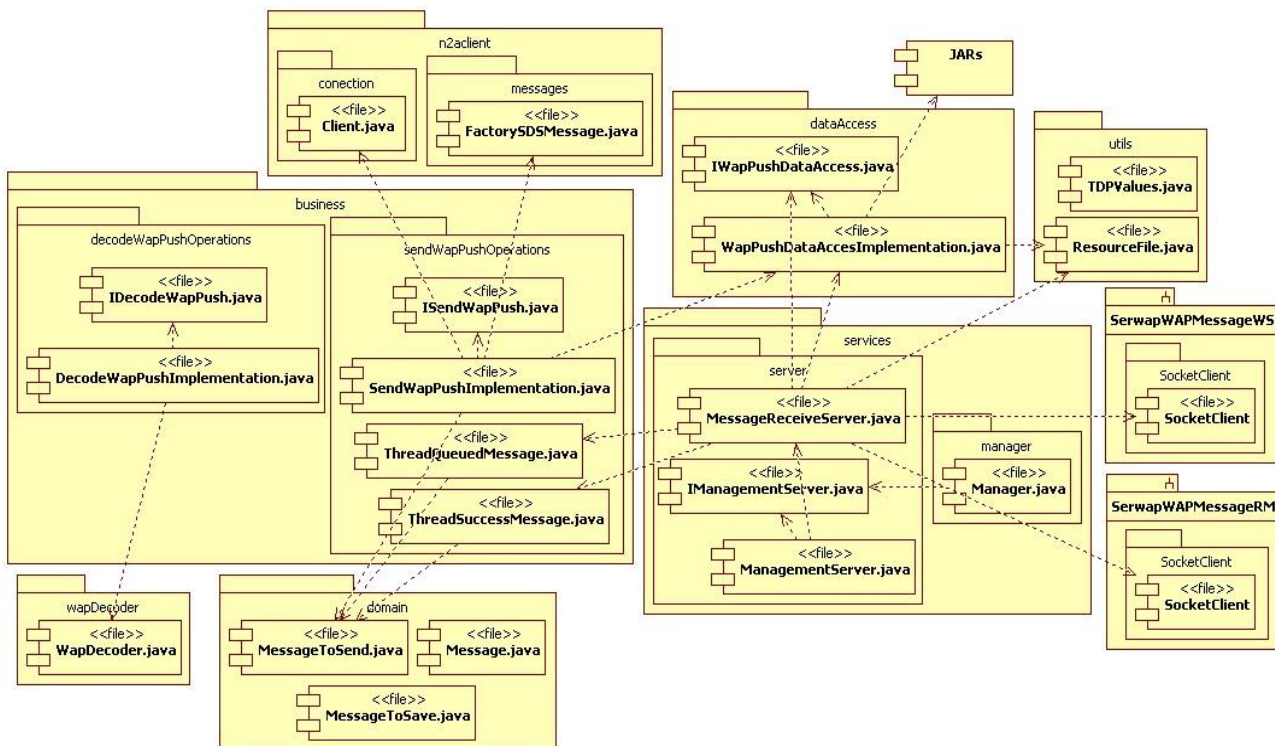 n2aclient
conection
<<file>>
Client.java
messages
<<file>>
FactorySDSMessage.java
JARs
dataAccess
<<file>>
IWapPushDataAccess.java
<<file>>
WapPushDataAccesImplementation.java
utils
<<file>>
TDPValues.java
<<file>>
ResourceFile.java
business
decodeWapPushOperations
<<file>>
IDecodeWapPush.java
<<file>>
DecodeWapPushImplementation.java
sendWapPushOperations
<<file>>
ISendWapPush.java
<<file>>
SendWapPushImplementation.java
<<file>>
ThreadQueuedMessage.java
<<file>>
ThreadSuccessMessage.java
services
server
<<file>>
MessageReceiveServer.java
<<file>>
IManagementServer.java
<<file>>
ManagementServer.java
manager
<<file>>
Manager.java
SerwapWAPMessageWS
SocketClient
<<file>>
SocketClient
SerwapWAPMessageRM
SocketClient
<<file>>
SocketClient
wapDecoder
<<file>>
WapDecoder.java
domain
<<file>>
MessageToSend.java
<<file>>
Message.java
<<file>>
MessageToSave.java